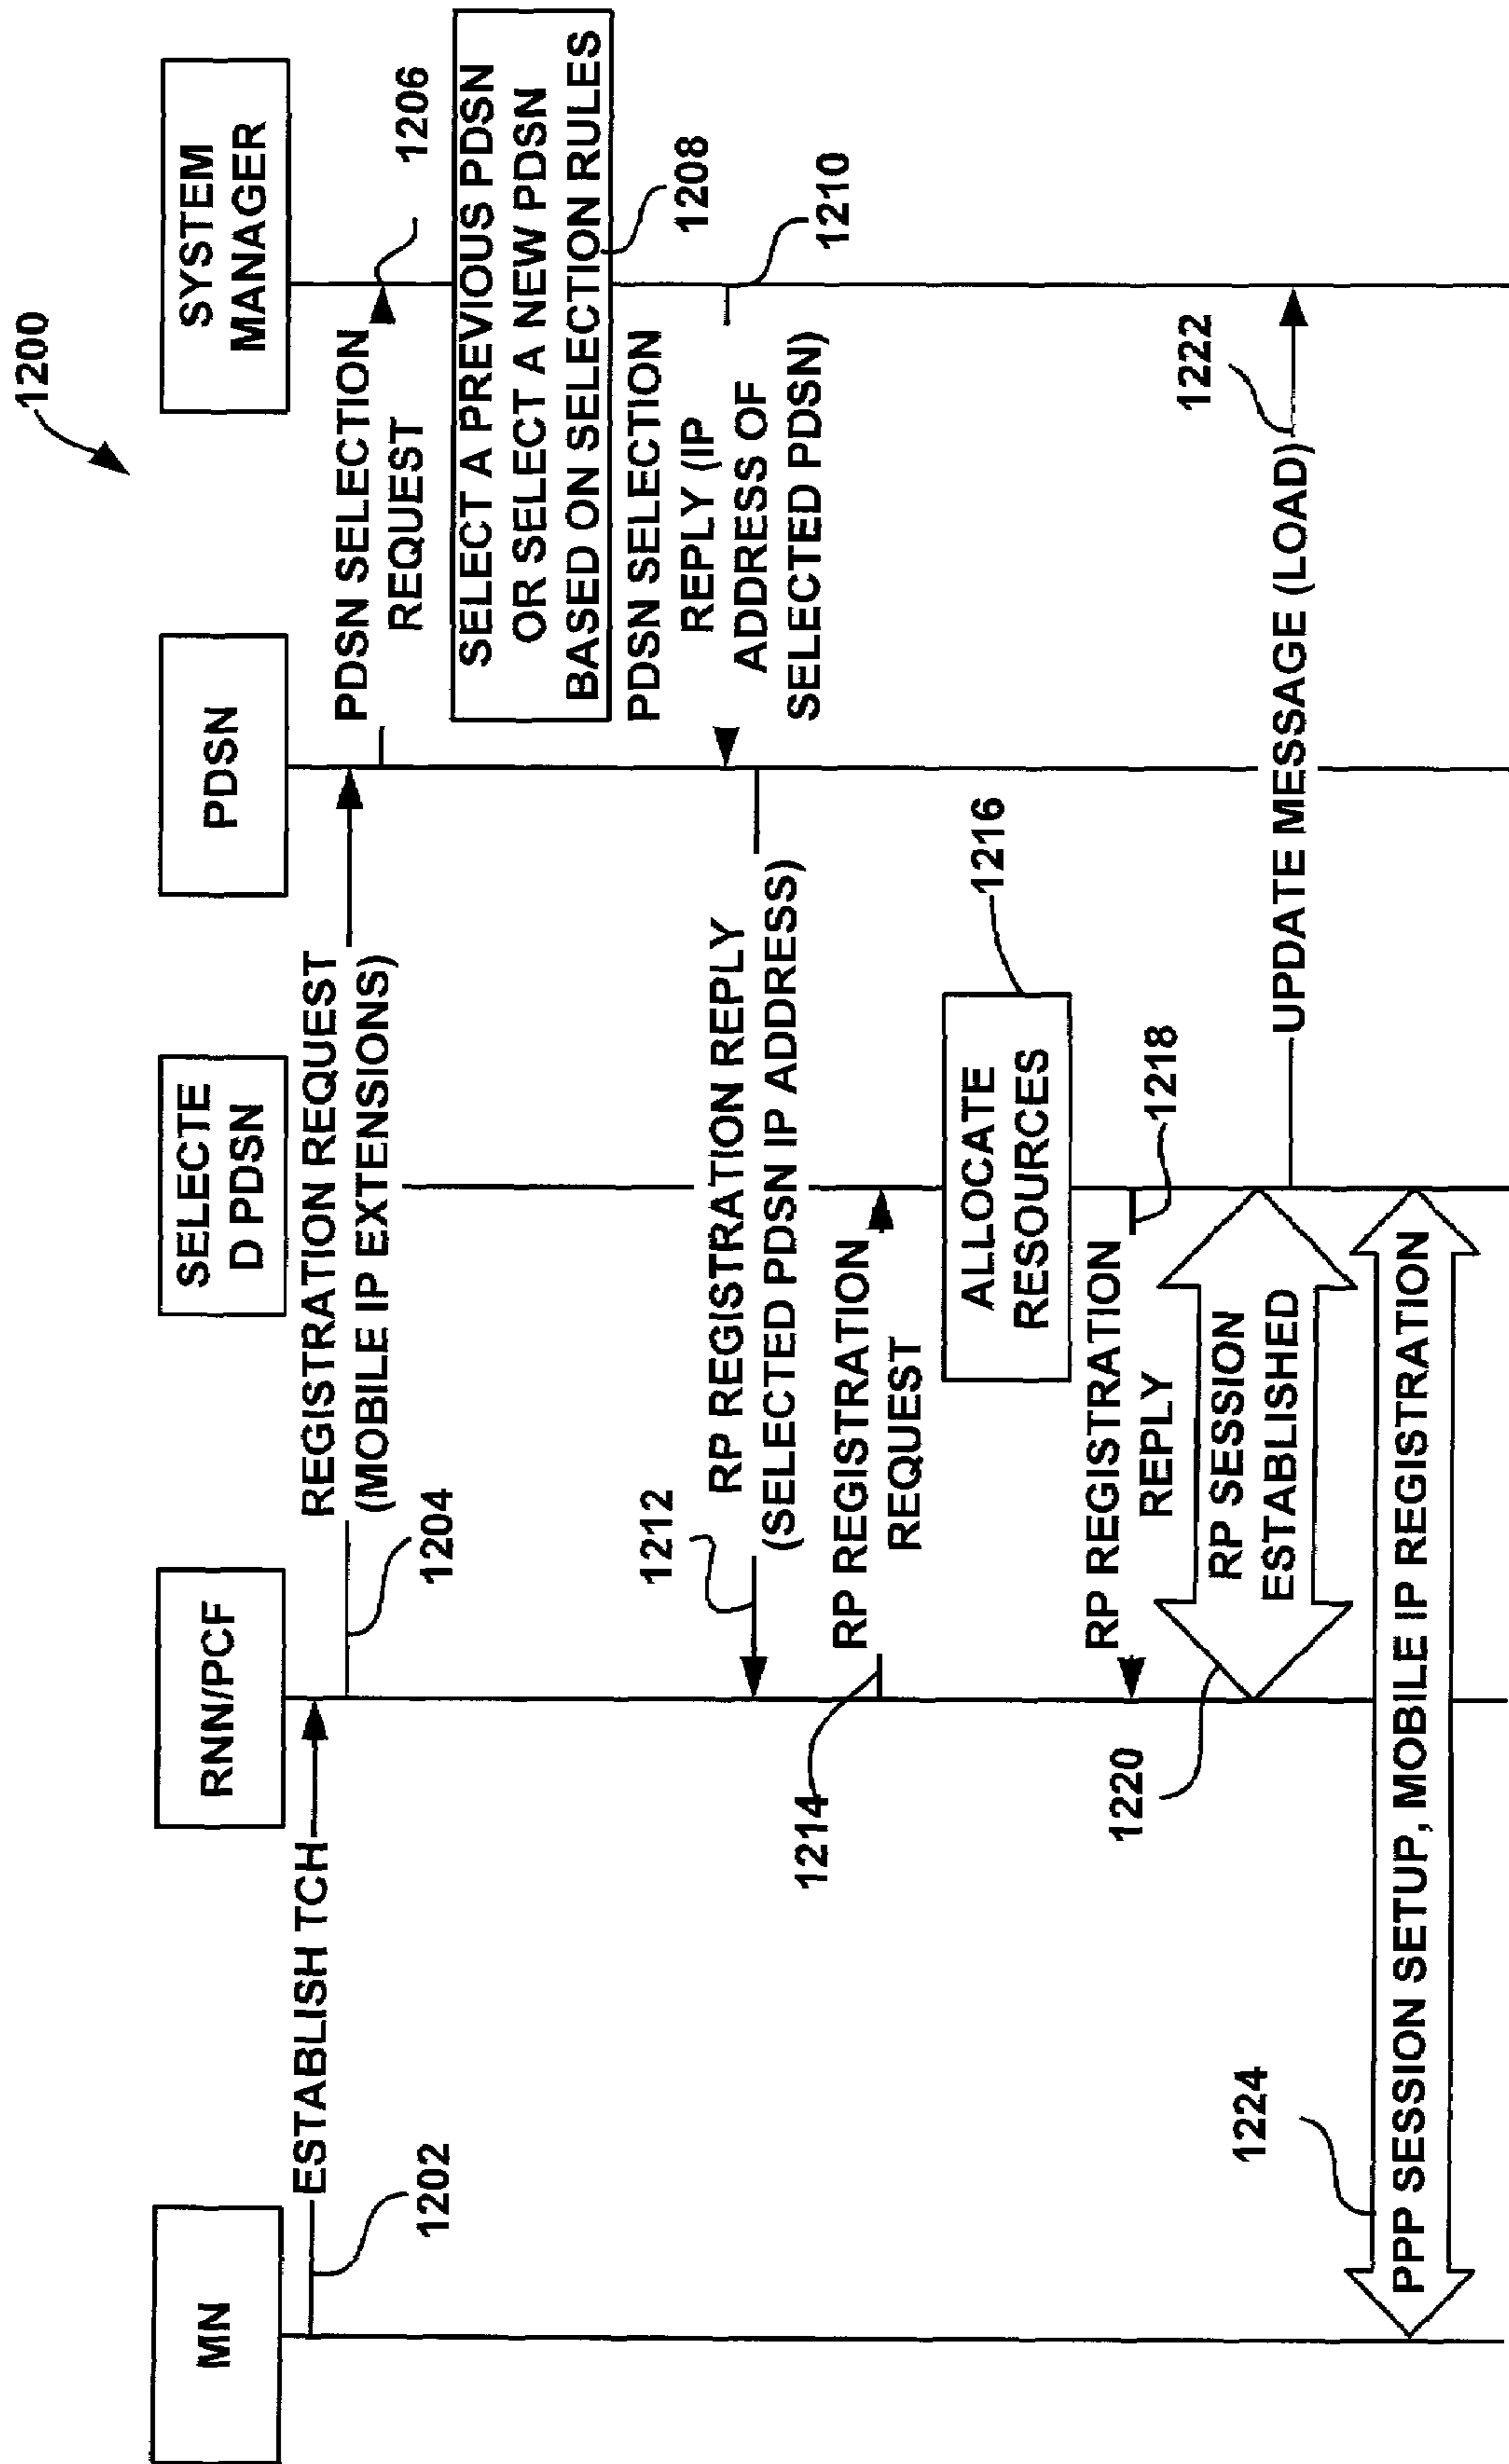 1200
MN
RNN/PCF
SELECTE
D PDSN
PDSN
SYSTEM
MANAGER
ESTABLISH TCH
1202
REGISTRATION REQUEST
(MOBILE IP EXTENSIONS)
1204
PDSN SELECTION
REQUEST
1206
SELECT A PREVIOUS PDSN
OR SELECT A NEW PDSN
BASED ON SELECTION RULES
1208
PDSN SELECTION
REPLY (IP
ADDRESS OF
SELECTED PDSN)
1210
RP REGISTRATION REPLY
(SELECTED PDSN IP ADDRESS)
1212
RP REGISTRATION
REQUEST
1214
ALLOCATE
RESOURCES
1216
RP REGISTRATION
REPLY
1218
RP SESSION
ESTABLISHED
1220
UPDATE MESSAGE (LOAD)
1222
PPP SESSION SETUP, MOBILE IP REGISTRATION
1224